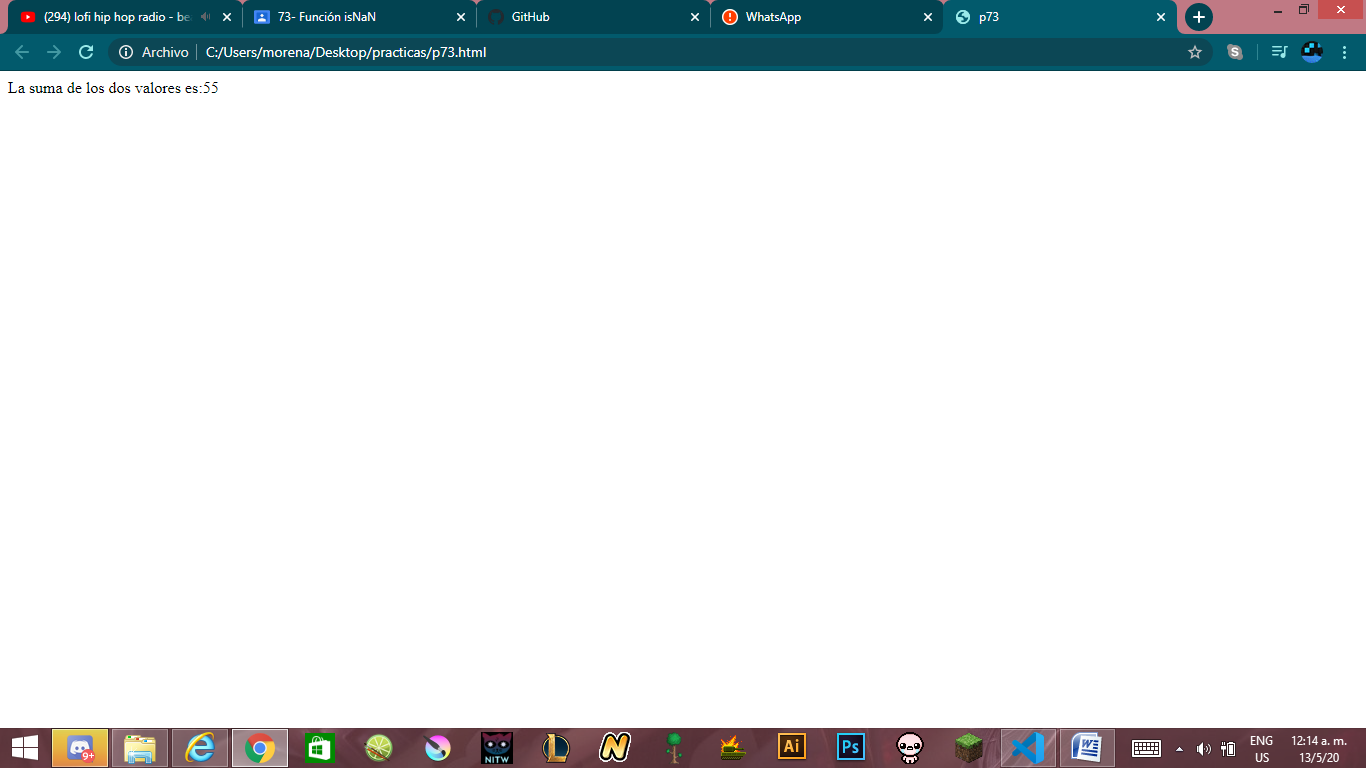 (294) lofi hip hop radio - be
73- Función isNaN
GitHub
WhatsApp
p73
Archivo
C:/Users/morena/Desktop/practicas/p73.html
La suma de los dos valores es:55
9+
NITW
Ai
Ps
ENG
US
12:14 a. m.
13/5/20